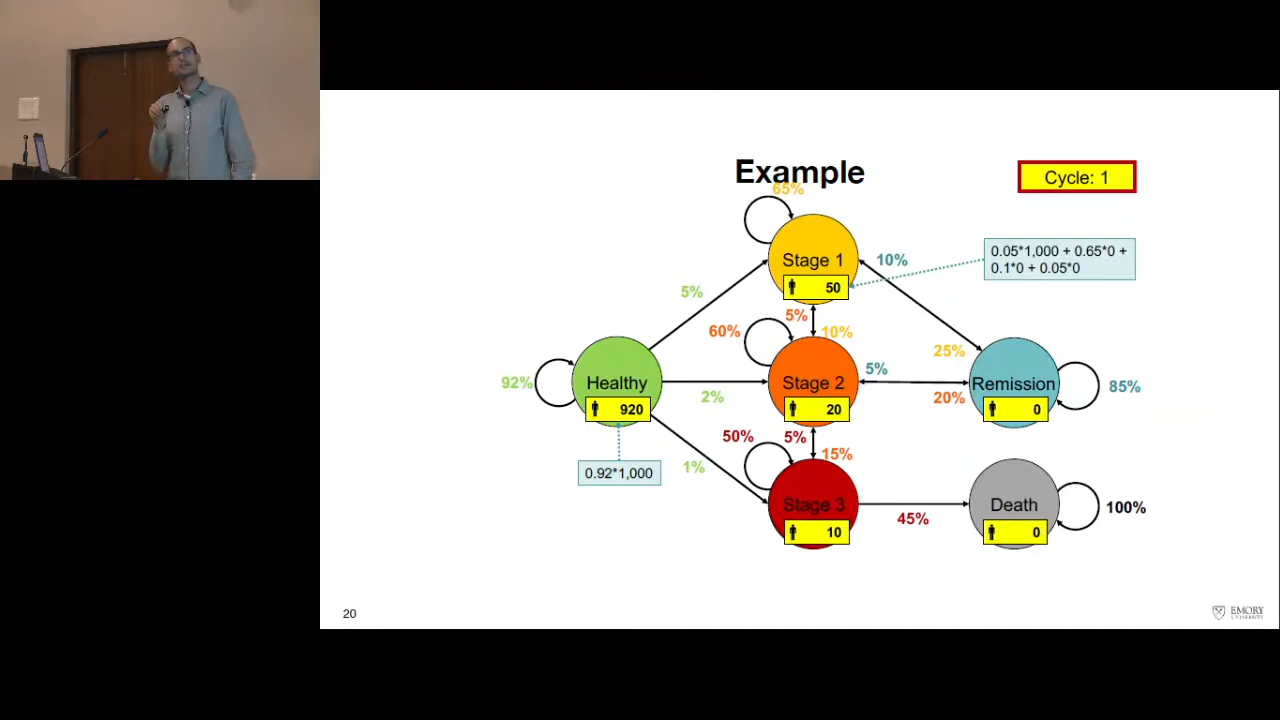 Example
Cycle: 1
65%
Stage 1
50
10%
0.05*1,000 + 0.65*0 +
0.1*0 + 0.05*0
5%
5%
10%
60%
25%
Healthy
920
92%
2%
Stage 2
20
5%
20%
Remission
0
85%
0.92*1,000
1%
50%
5%
15%
Stage 3
10
45%
Death
0
100%
20
EMORY
UNIVERSITY